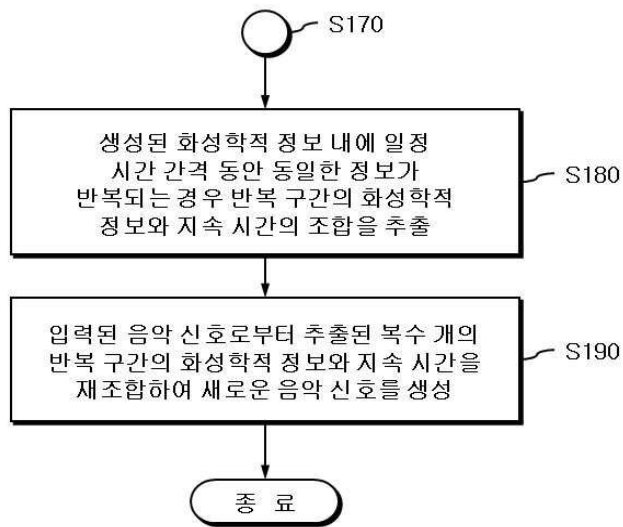 S170
생성된 화성학적 정보 내에 일정
시간 간격 동안 동일한 정보가
반복되는 경우 반복 구간의 화성학적
정보와 지속 시간의 조합을 추출
S180
입력된 음악 신호로부터 추출된 복수 개의
반복 구간의 화성학적 정보와 지속 시간을
재조합하여 새로운 음악 신호를 생성
S190
종 료